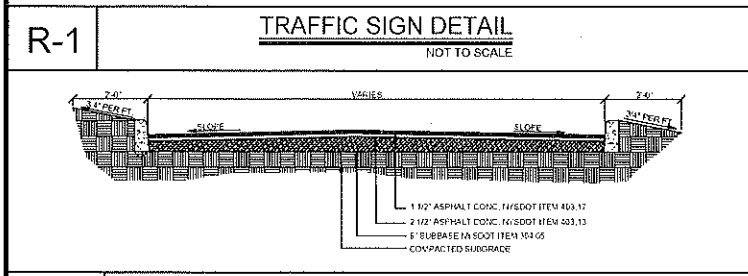 R-1
TRAFFIC SIGN DETAIL
NOT TO SCALE
2'-0"
VARIES
2'-0"
3/4" PER FT.
3/4" PER FT.
SLOPE
SLOPE
1 1/2" ASPHALT CONC. NYSDOT ITEM 403.17
2 1/2" ASPHALT CONC. NYSDOT ITEM 403.13
6" SUBBASE NYSDOT ITEM 304.05
COMPACTED SUBGRADE